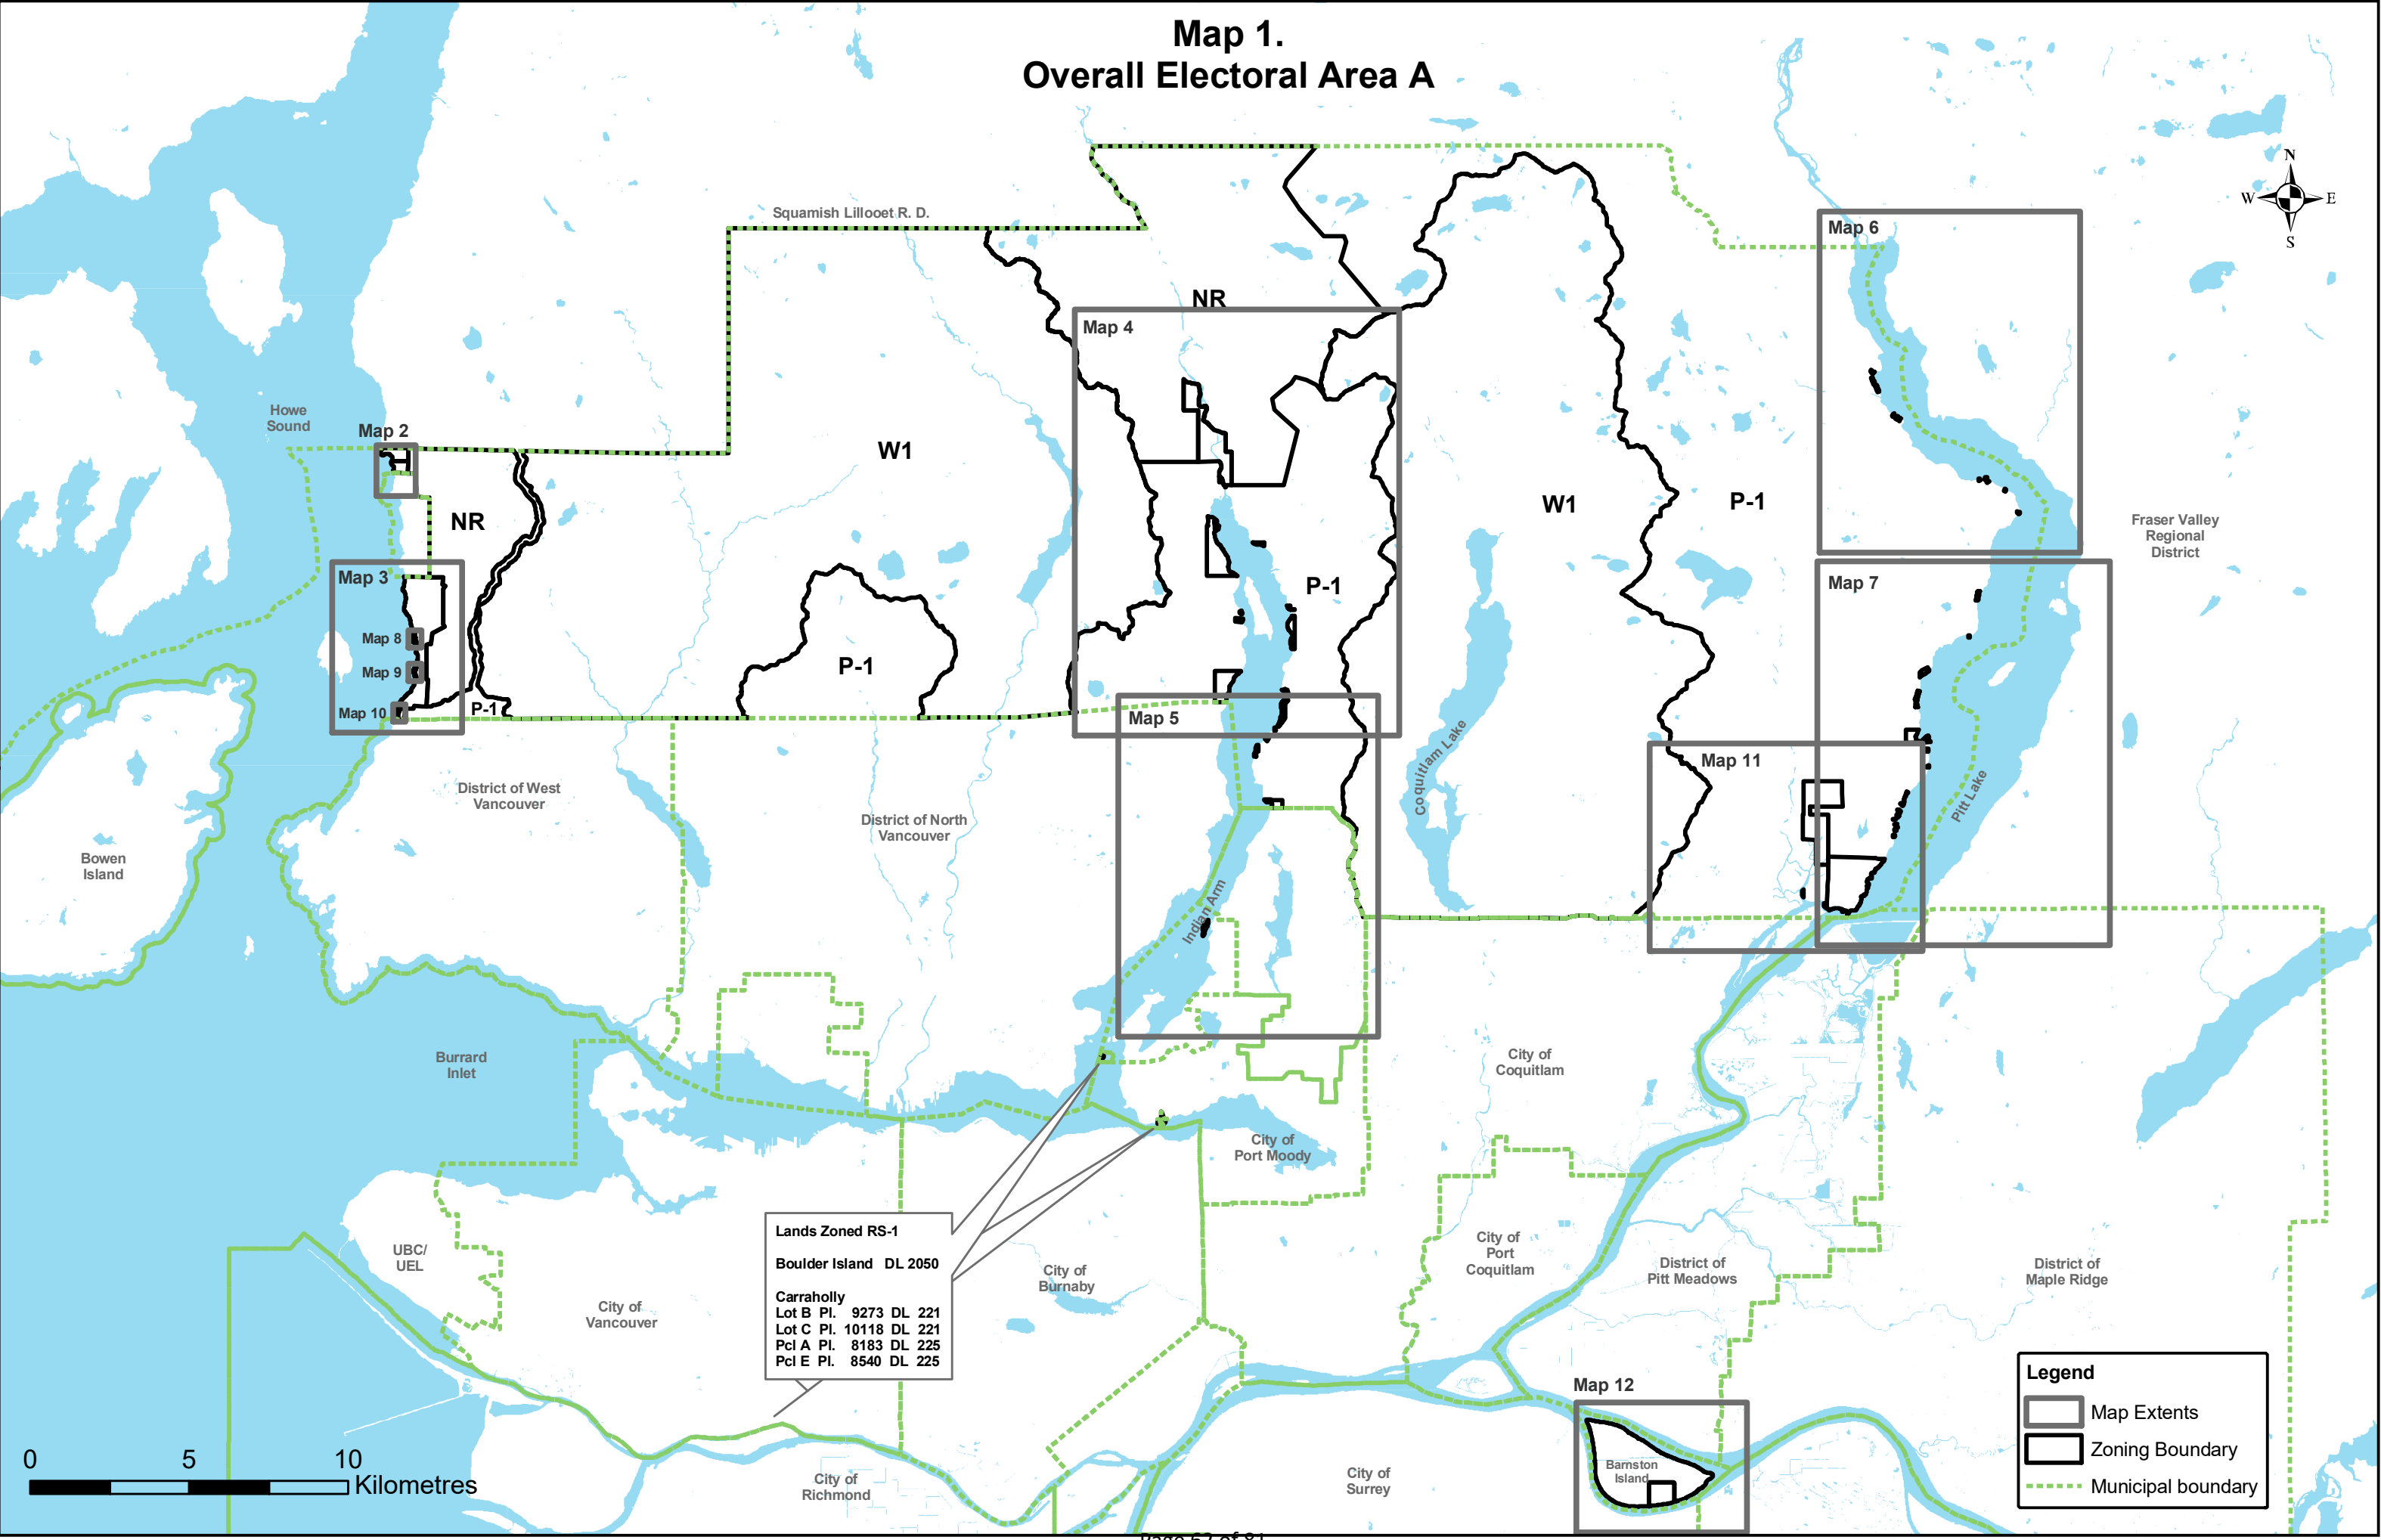 Map 1.
Overall Electoral Area A
N
W
E
S
Squamish Lillooet R. D.
Map 6
NR
Map 4
Howe
Sound
Map 2
W1
NR
W1
P-1
Fraser Valley
Regional
District
Map 3
P-1
Map 7
Map 8
Map 9
P-1
Map 10
P-1
Map 5
Coquitlam Lake
Map 11
Pitt Lake
District of West
Vancouver
District of North
Vancouver
Bowen
Island
Indian Arm
Burrard
Inlet
City of
Coquitlam
City of
Port Moody
Lands Zoned RS-1
Boulder Island DL 2050
Carraholly
Lot B Pl. 9273 DL 221
Lot C Pl. 10118 DL 221
Pcl A Pl. 8183 DL 225
Pcl E Pl. 8540 DL 225
UBC/
UEL
City of
Vancouver
City of
Burnaby
City of
Port
Coquitlam
District of
Pitt Meadows
District of
Maple Ridge
Map 12
Barnston
Island
Legend
Map Extents
Zoning Boundary
Municipal boundary
0 5 10
Kilometres
City of
Richmond
City of
Surrey